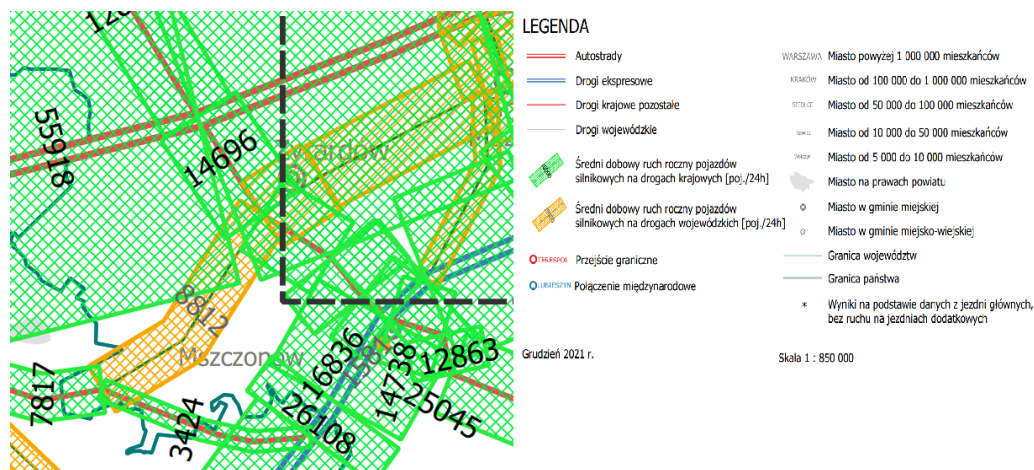 55918
14696
8812
Mszczonów
7817
3424
16836
26108
14738
12863
25045
LEGENDA
Autostrady
Drogi ekspresowe
Drogi krajowe pozostałe
Drogi wojewódzkie
Średni dobowy ruch roczny pojazdów
silnikowych na drogach krajowych [poj./24h]
Średni dobowy ruch roczny pojazdów
silnikowych na drogach wojewódzkich [poj./24h]
TERESPOL Przejście graniczne
LUBIESZYN Połączenie międzynarodowe
Grudzień 2021 r.
WARSZAWA Miasto powyżej 1 000 000 mieszkańców
KRAKÓW Miasto od 100 000 do 1 000 000 mieszkańców
SIEDLCE Miasto od 50 000 do 100 000 mieszkańców
Miasto od 10 000 do 50 000 mieszkańców
Miasto od 5 000 do 10 000 mieszkańców
Miasto na prawach powiatu
Miasto w gminie miejskiej
Miasto w gminie miejsko-wiejskiej
Granica województw
Granica państwa
* Wyniki na podstawie danych z jezdni głównych,
bez ruchu na jezdniach dodatkowych
Skala 1 : 850 000